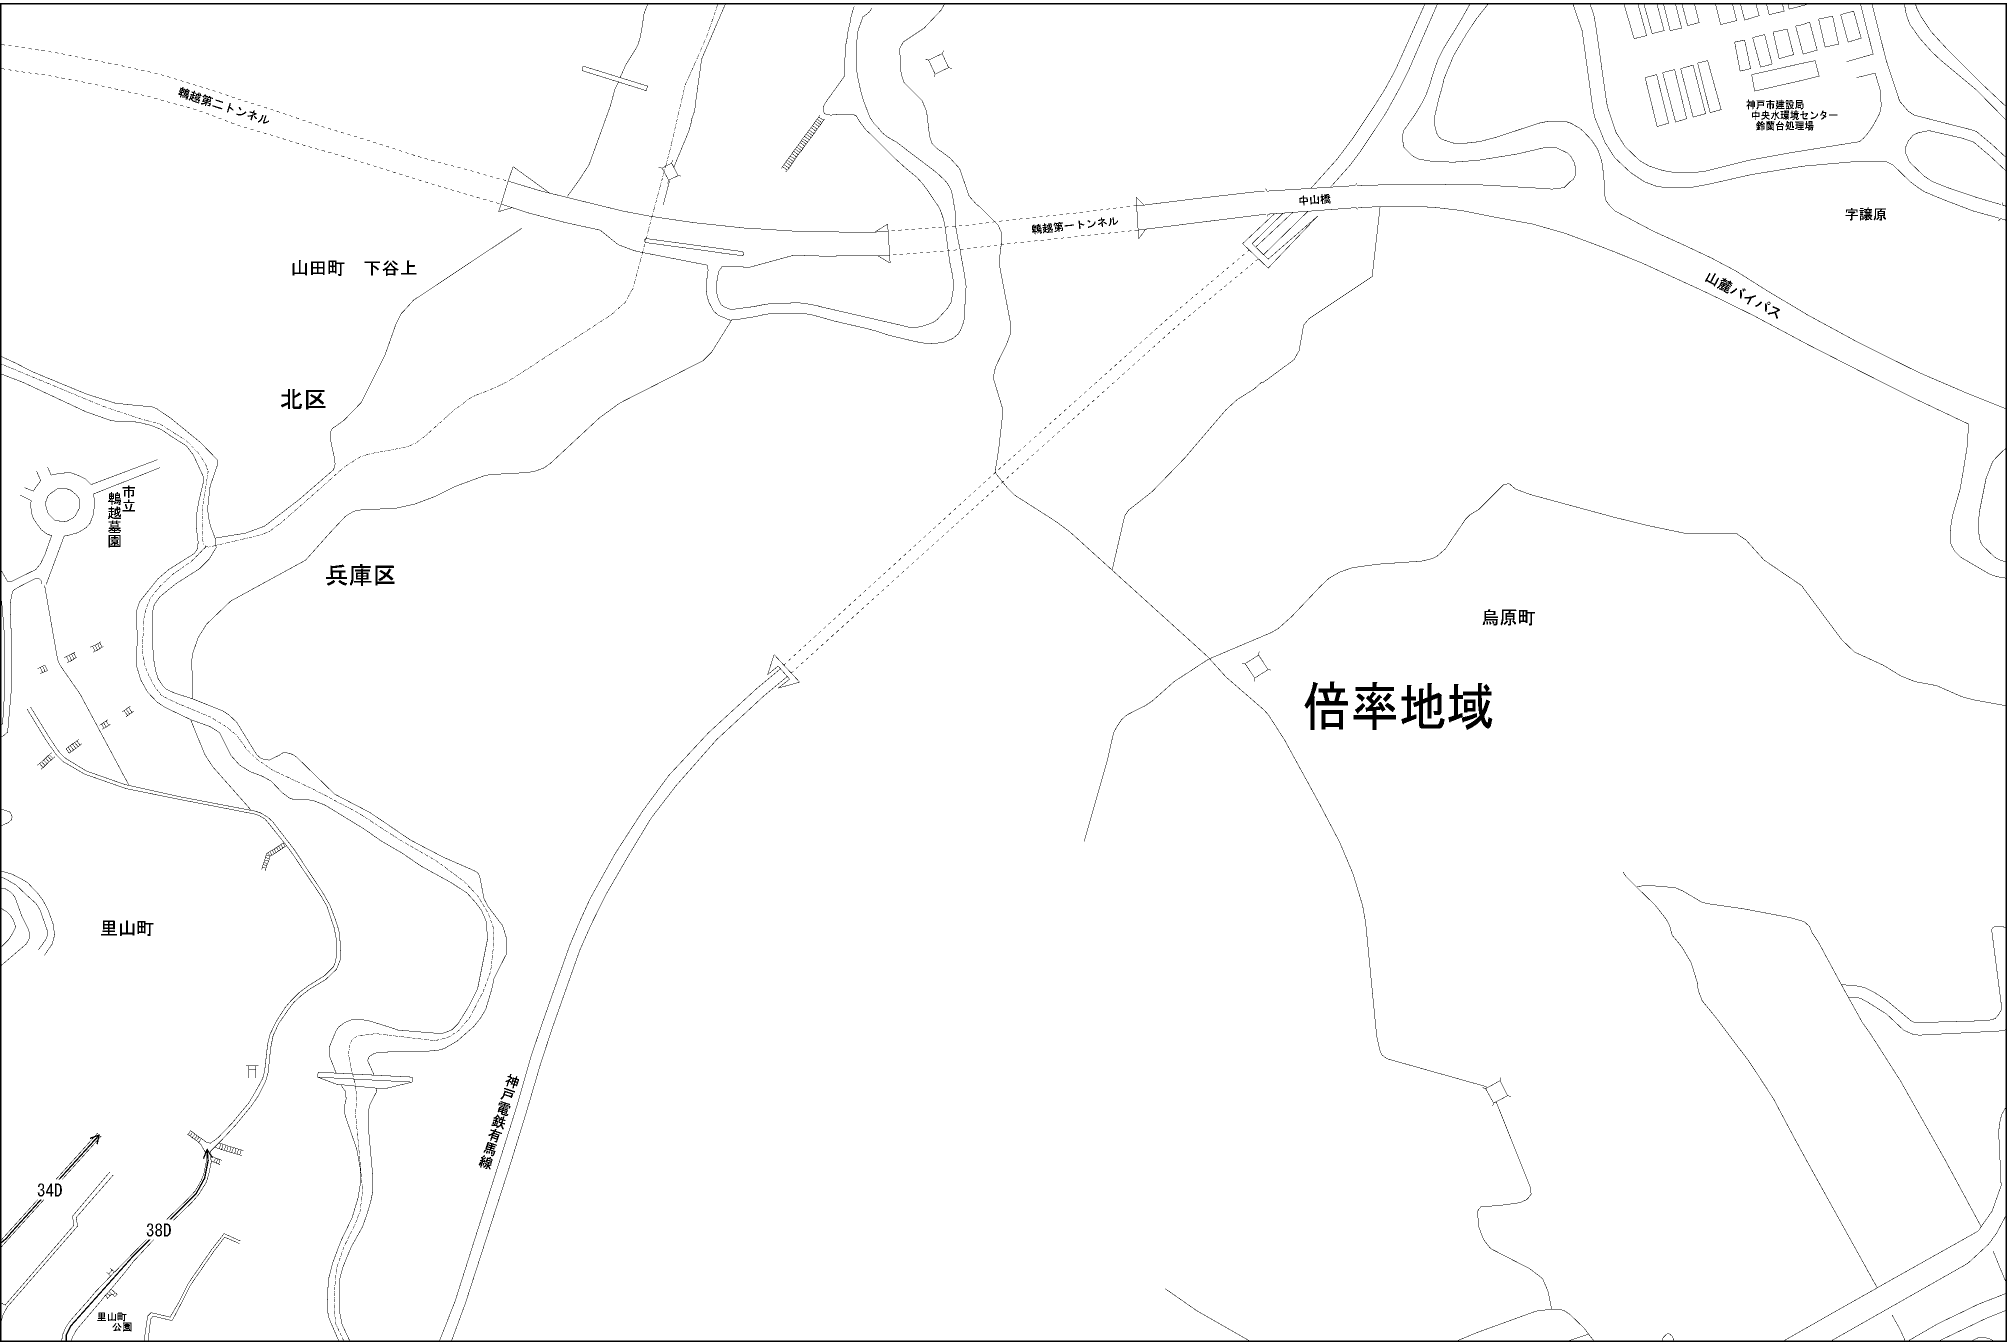 鵯越第二トンネル
神戸市建設局
中央水環境センター
鈴蘭台処理場
中山橋
鵯越第一トンネル
字譲原
山田町 下谷上
山麓バイパス
北区
市立
鵯越墓園
兵庫区
烏原町
倍率地域
里山町
神戸電鉄有馬線
34D
38D
里山町
公園